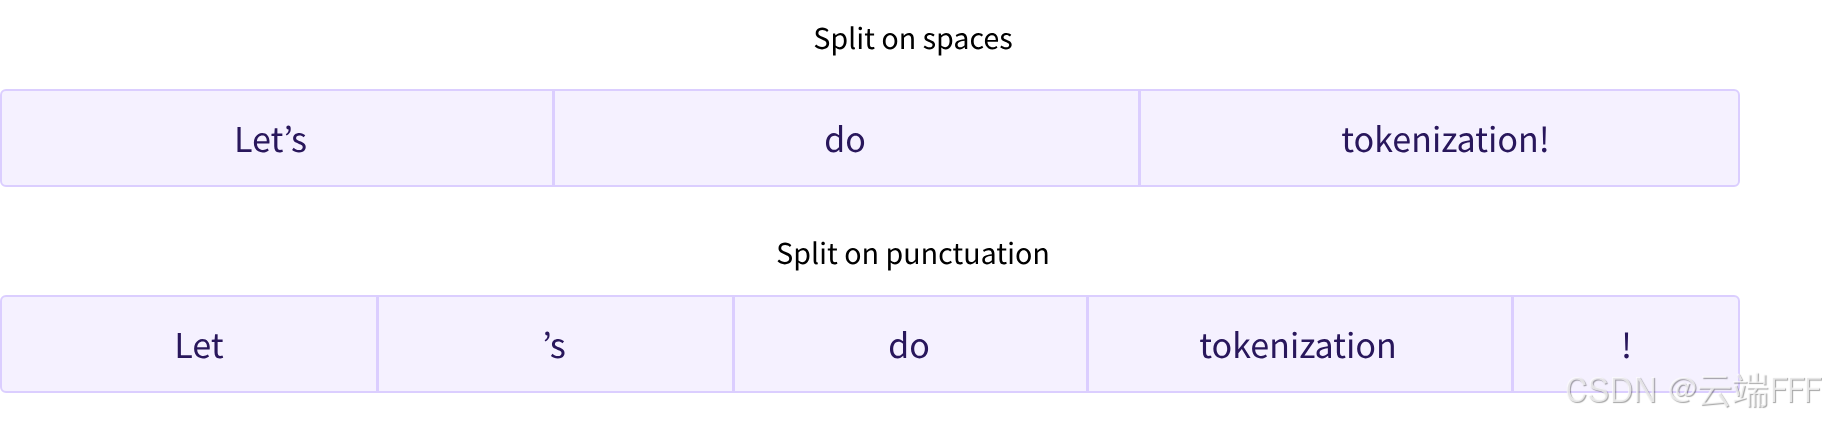 Split on spaces
Let’s do tokenization!
Split on punctuation
Let ’s do tokenization !
CSDN @云端FFF